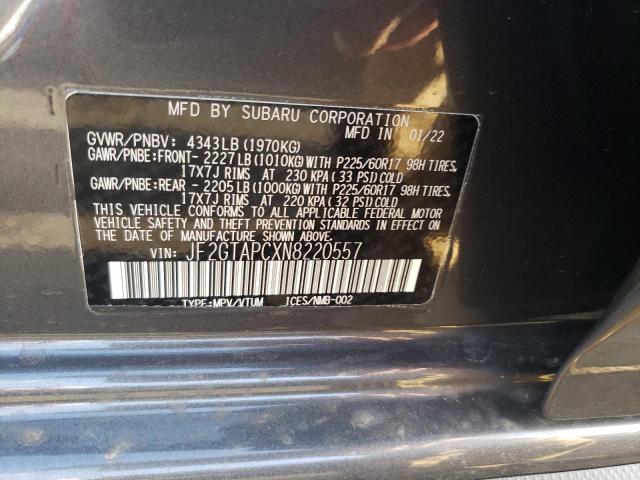 MFD BY SUBARU CORPORATION
MFD IN 01/22
GVWR/PNBV: 4343LB (1970KG)
GAWR/PNBE:FRONT- 2227LB(1010KG)WITH P225/60R17 98H TIRES,
17X7J RIMS AT 230 KPA (33 PSI)COLD
GAWR/PNBE:REAR - 2205LB(1000KG)WITH P225/60R17 98H TIRES,
17X7J RIMS AT 220 KPA(32 PSI)COLD
THIS VEHICLE CONFORMS TO ALL APPLICABLE FEDERAL MOTOR
VEHICLE SAFETY AND THEFT PREVENTION STANDARDS IN EFFECT ON
THE DATE OF MANUFACTURE SHOWN ABOVE.
VIN: JF2GTAPCXN8220557
TYPE:MPV/VTUM ICES/NMB-002